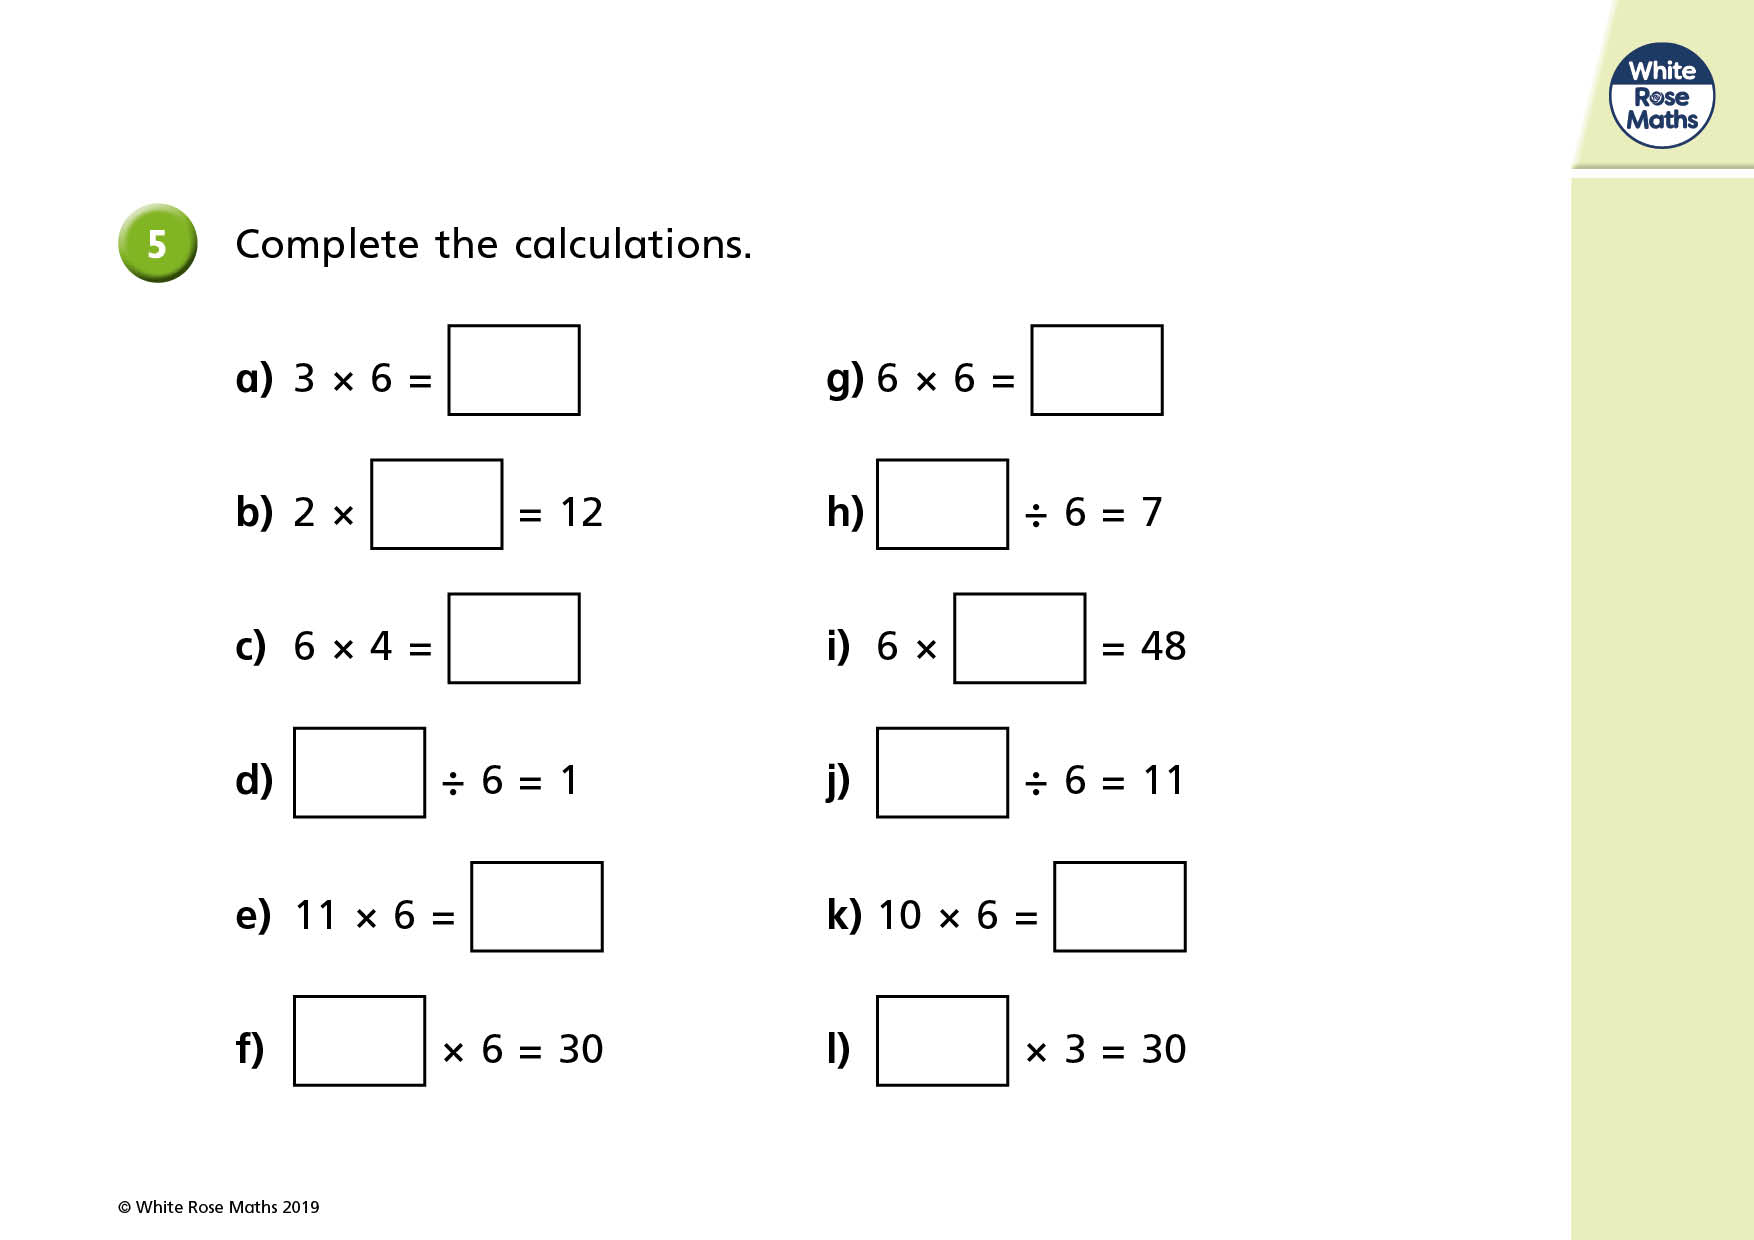 White
Rose
Maths
5 Complete the calculations.
a) 3 × 6 =
b) 2 × = 12
c) 6 × 4 =
d) ÷ 6 = 1
e) 11 × 6 =
f) × 6 = 30
g) 6 × 6 =
h) ÷ 6 = 7
i) 6 × = 48
j) ÷ 6 = 11
k) 10 × 6 =
l) × 3 = 30
© White Rose Maths 2019